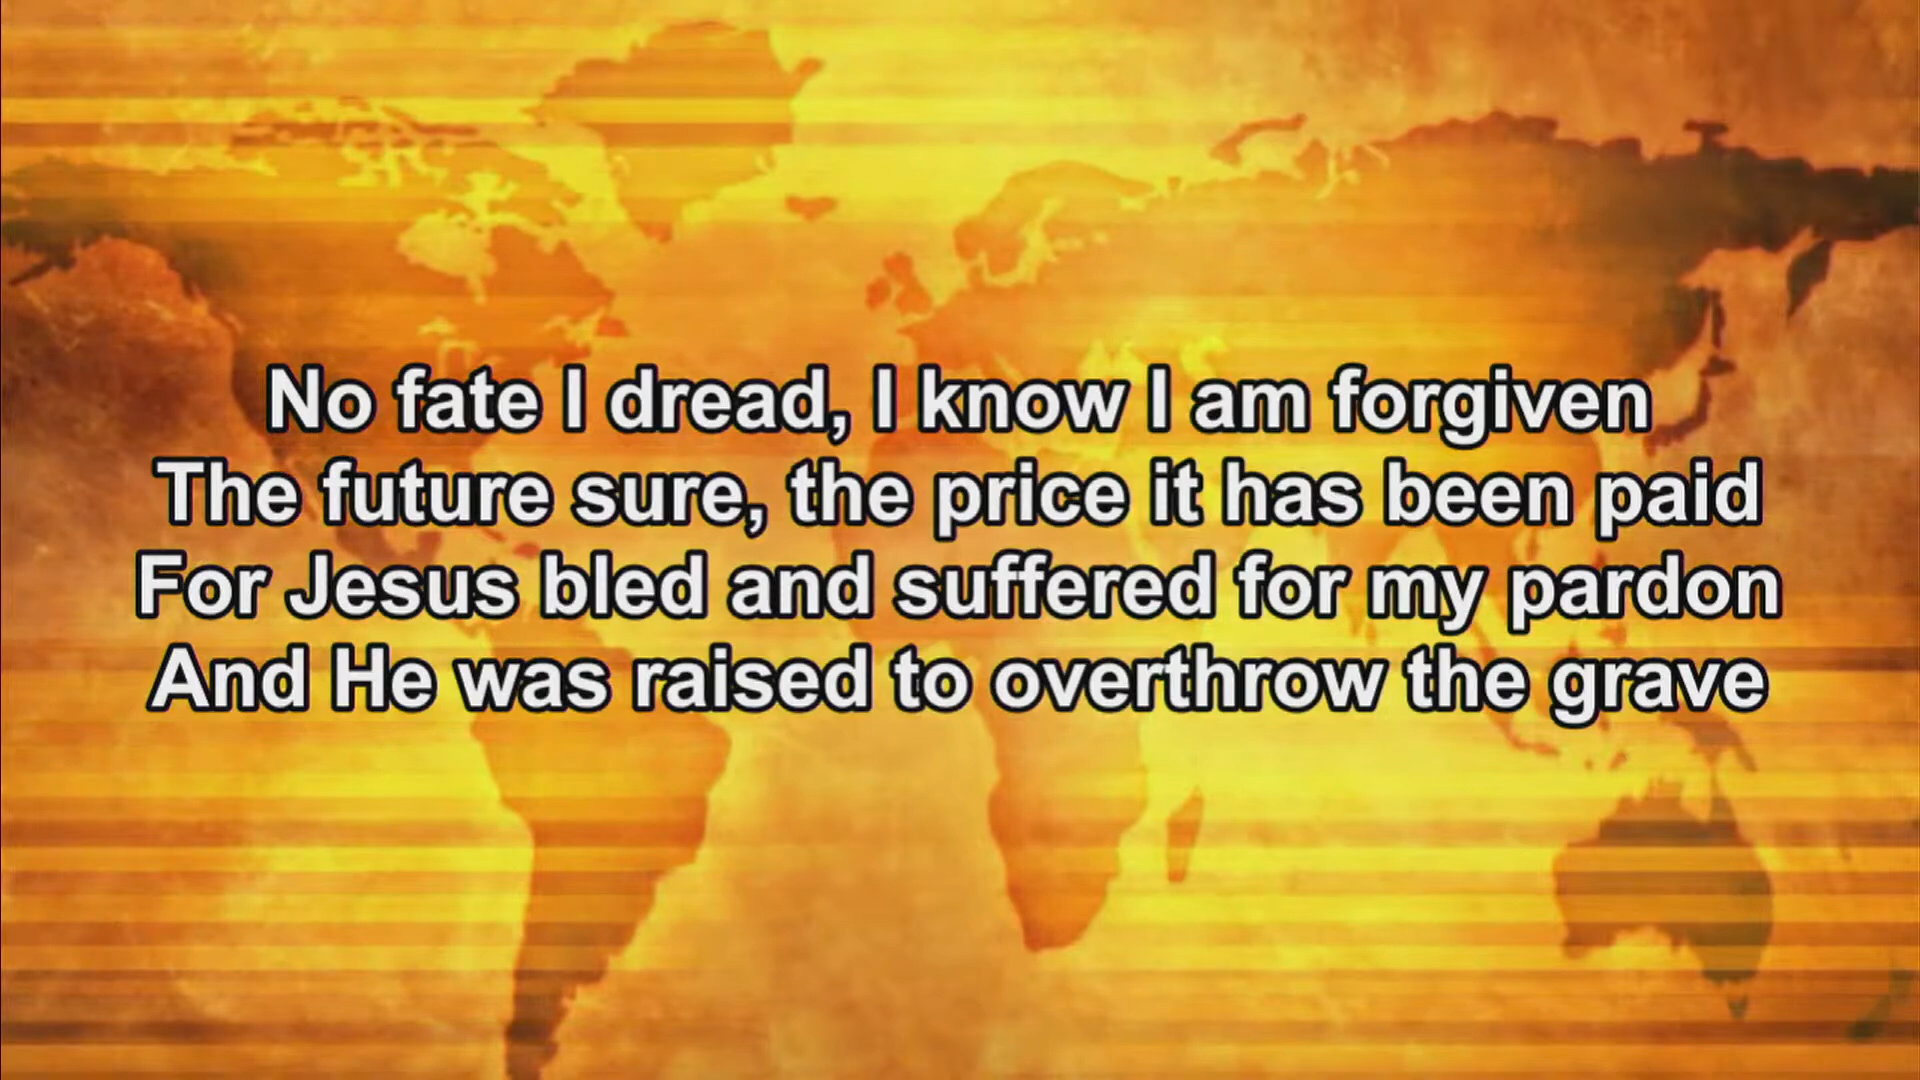 No fate I dread, I know I am forgiven
The future sure, the price it has been paid
For Jesus bled and suffered for my pardon
And He was raised to overthrow the grave